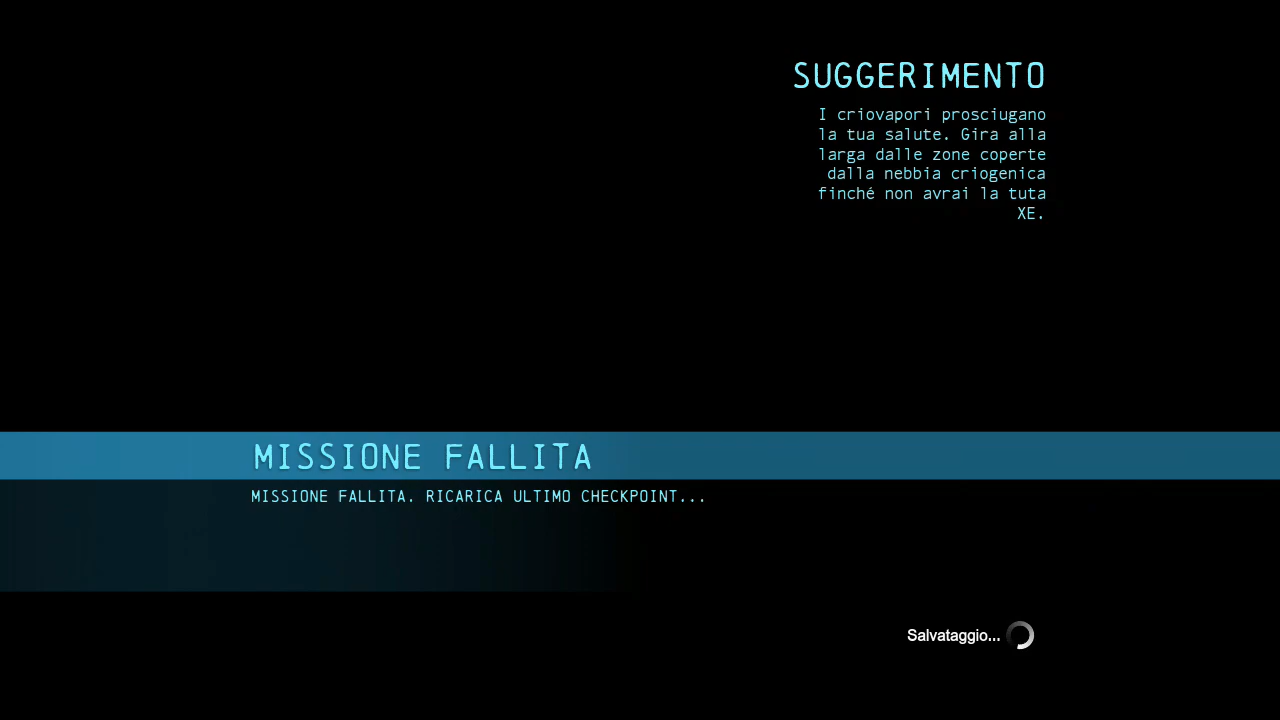 SUGGERIMENTO
I criovapori prosciugano
la tua salute. Gira alla
larga dalle zone coperte
dalla nebbia criogenica
finché non avrai la tuta
XE.
MISSIONE FALLITA
MISSIONE FALLITA. RICARICA ULTIMO CHECKPOINT...
Salvataggio...